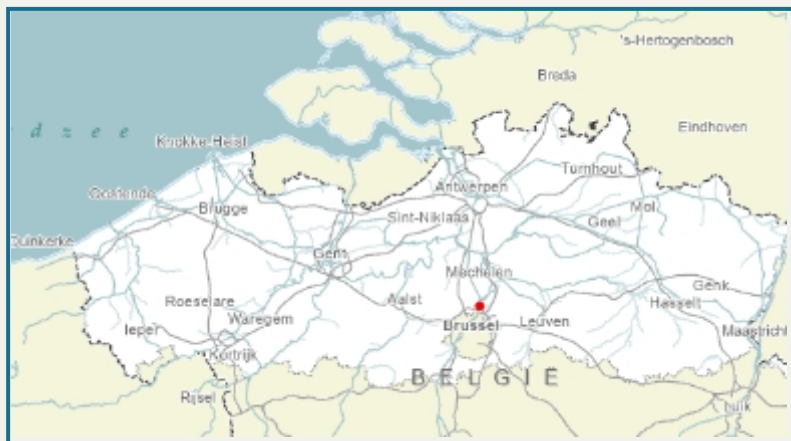 's-Hertogenbosch
Breda
d z e e
Eindhoven
Knokke-Heist
Turnhout
Antwerpen
Oostende
Mol
Brugge
Sint-Niklaas
Geel
Duinkerke
Gent
Mechelen
Genk
Roeselare
Aalst
Hasselt
Waregem
Ieper
Brussel
Leuven
Maastricht
Kortrijk
BELGIË
Rijsel
Luik